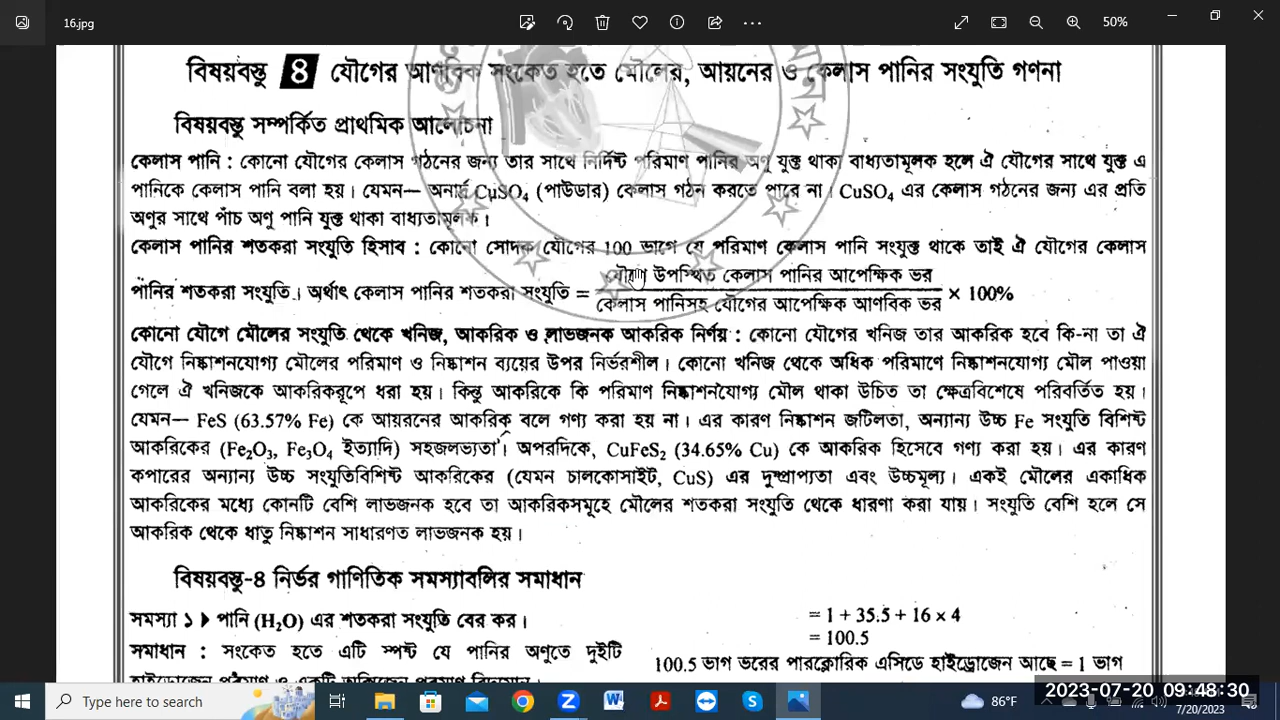 16.jpg
50%
বিষয়বস্তু 4 যৌগের আণবিক সংকেত হতে মৌলের, আয়নের ও কেলাস পানির সংযুতি গণনা
বিষয়বস্তু সম্পর্কিত প্রাথমিক আলোচনা
কেলাস পানি : কোনো যৌগের কেলাস গঠনের জন্য তার সাথে নির্দিষ্ট পরিমাণ পানির অণু যুক্ত থাকা বাধ্যতামূলক হলে ঐ যৌগের সাথে যুক্ত এ
পানিকে কেলাস পানি বলা হয়। যেমন— অনার্দ্র CuSO₄ (পাউডার) কেলাস গঠন করতে পারে না। CuSO₄ এর কেলাস গঠনের জন্য এর প্রতি
অণুর সাথে পাঁচ অণু পানি যুক্ত থাকা বাধ্যতামূলক।
কেলাস পানির শতকরা সংযুতি হিসাব : কোনো সোদক যৌগের 100 ভাগে যে পরিমাণ কেলাস পানি সংযুক্ত থাকে তাই ঐ যৌগের কেলাস
পানির শতকরা সংযুতি। অর্থাৎ কেলাস পানির শতকরা সংযুতি = যৌগে উপস্থিত কেলাস পানির আপেক্ষিক ভর / কেলাস পানিসহ যৌগের আপেক্ষিক আণবিক ভর × 100%
কোনো যৌগে মৌলের সংযুতি থেকে খনিজ, আকরিক ও লাভজনক আকরিক নির্ণয় : কোনো যৌগের খনিজ তার আকরিক হবে কি-না তা ঐ
যৌগে নিষ্কাশনযোগ্য মৌলের পরিমাণ ও নিষ্কাশন ব্যয়ের উপর নির্ভরশীল। কোনো খনিজ থেকে অধিক পরিমাণে নিষ্কাশনযোগ্য মৌল পাওয়া
গেলে ঐ খনিজকে আকরিকরূপে ধরা হয়। কিন্তু আকরিকে কি পরিমাণ নিষ্কাশনযোগ্য মৌল থাকা উচিত তা ক্ষেত্রবিশেষে পরিবর্তিত হয়।
যেমন— FeS (63.57% Fe) কে আয়রনের আকরিক বলে গণ্য করা হয় না। এর কারণ নিষ্কাশন জটিলতা, অন্যান্য উচ্চ Fe সংযুতি বিশিষ্ট
আকরিকের (Fe₂O₃, Fe₃O₄ ইত্যাদি) সহজলভ্যতা। অপরদিকে, CuFeS₂ (34.65% Cu) কে আকরিক হিসেবে গণ্য করা হয়। এর কারণ
কপারের অন্যান্য উচ্চ সংযুতিবিশিষ্ট আকরিকের (যেমন চালকোসাইট, CuS) এর দুষ্প্রাপ্যতা এবং উচ্চমূল্য। একই মৌলের একাধিক
আকরিকের মধ্যে কোনটি বেশি লাভজনক হবে তা আকরিকসমূহে মৌলের শতকরা সংযুতি থেকে ধারণা করা যায়। সংযুতি বেশি হলে সে
আকরিক থেকে ধাতু নিষ্কাশন সাধারণত লাভজনক হয়।
বিষয়বস্তু-৪ নির্ভর গাণিতিক সমস্যাবলির সমাধান
সমস্যা ১ ▶ পানি (H₂O) এর শতকরা সংযুতি বের কর।
সমাধান : সংকেত হতে এটি স্পষ্ট যে পানির অণুতে দুইটি
হাইড্রোজেন পরমাণু ও একটি অক্সিজেন পরমাণু বিদ্যমান।
= 1 + 35.5 + 16 × 4
= 100.5
100.5 ভাগ ভরের পারক্লোরিক এসিডে হাইড্রোজেন আছে = 1 ভাগ
Type here to search
86°F
2023-07-20 09:48:30
7/20/2023